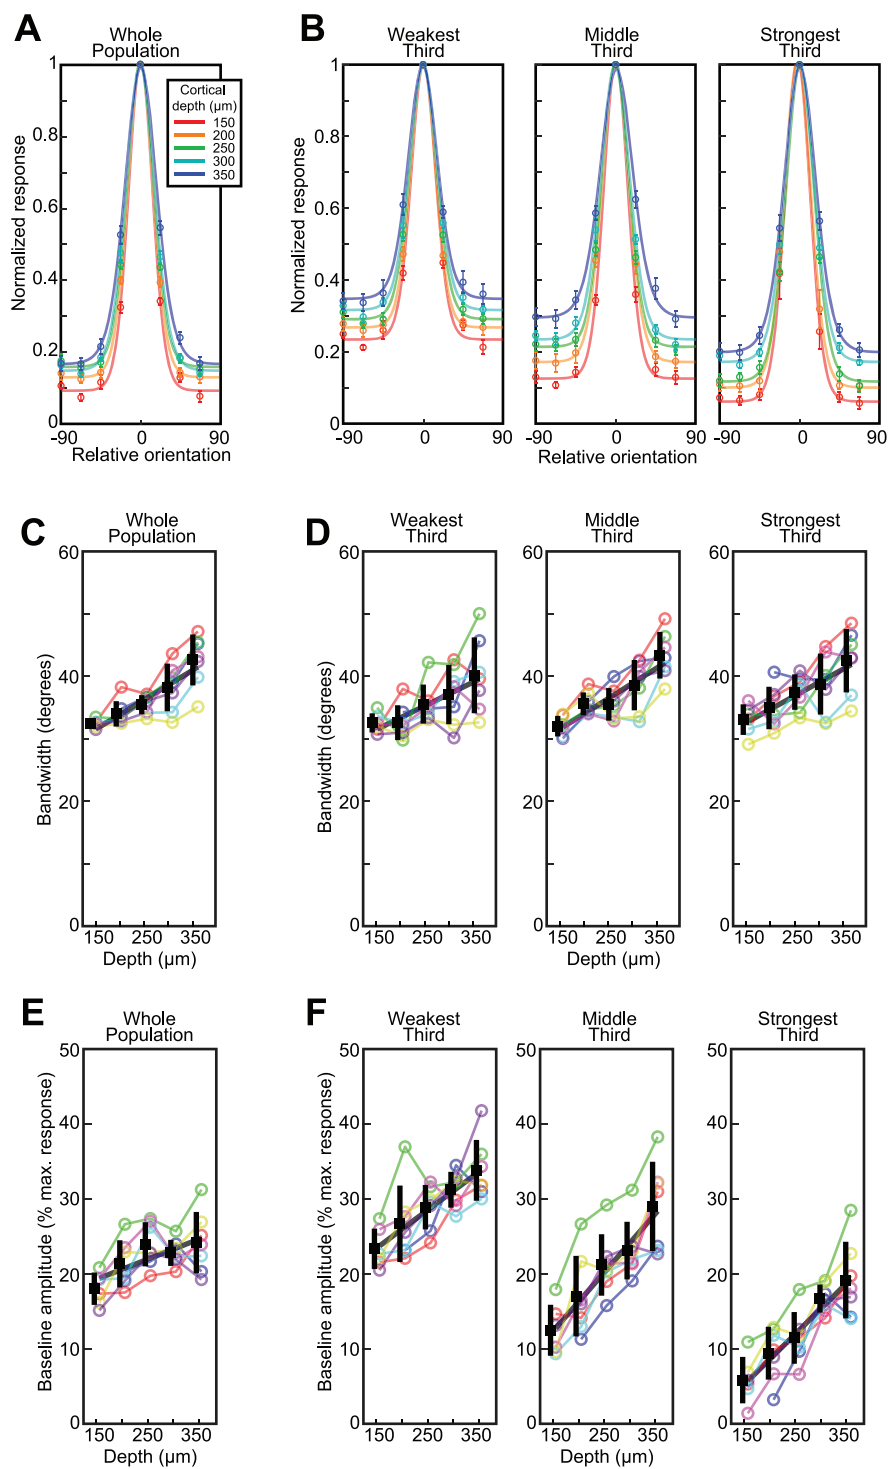 A
Whole
Population
B
Weakest
Third
Middle
Third
Strongest
Third
Cortical
depth (µm)
150
200
250
300
350
Normalized response
1
0.8
0.6
0.4
0.2
0
-90
0
90
Relative orientation
Normalized response
1
0.8
0.6
0.4
0.2
0
-90
0
90
-90
0
90
-90
0
90
Relative orientation
C
Whole
Population
D
Weakest
Third
Middle
Third
Strongest
Third
Bandwidth (degrees)
60
40
20
0
150
250
350
Depth (µm)
Bandwidth (degrees)
60
40
20
0
150
250
350
60
40
20
0
150
250
350
60
40
20
0
150
250
350
Depth (µm)
E
Whole
Population
F
Weakest
Third
Middle
Third
Strongest
Third
Baseline amplitude (% max. response)
50
40
30
20
10
0
150
250
350
Depth (µm)
Baseline amplitude (% max. response)
50
40
30
20
10
0
150
250
350
50
40
30
20
10
0
150
250
350
50
40
30
20
10
0
150
250
350
Depth (µm)